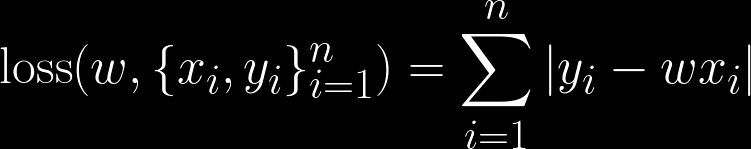 loss(w, {x_i, y_i}_{i=1}^n) = \sum_{i=1}^n |y_i − wx_i|